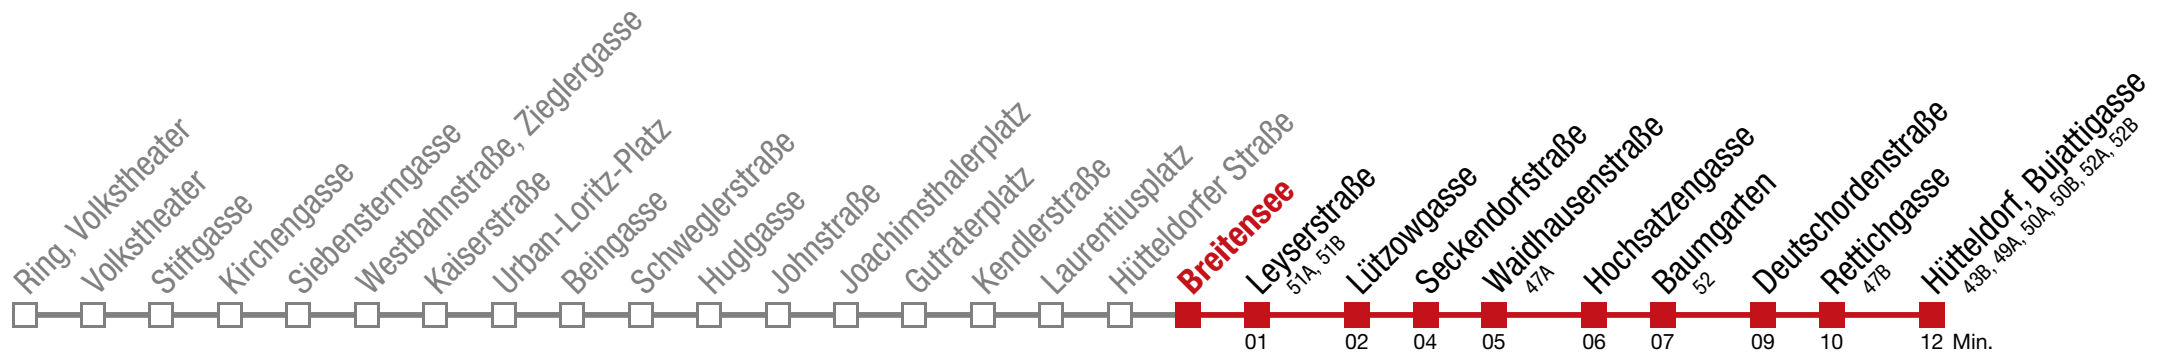 Ring, Volkstheater
Volkstheater
Stiftgasse
Kirchengasse
Siebensterngasse
Westbahnstraße, Zieglergasse
Kaiserstraße
Urban-Loritz-Platz
Beingasse
Schweglerstraße
Huglgasse
Johnstraße
Joachimsthalerplatz
Gutraterplatz
Kendlerstraße
Laurentiusplatz
Hütteldorfer Straße
Breitensee
Leyserstraße
51A, 51B
Lützowgasse
Seckendorfstraße
Waidhausenstraße
47A
Hochsatzengasse
Baumgarten
52
Deutschordenstraße
Rettichgasse
47B
Hütteldorf, Bujattigasse
43B, 49A, 50A, 50B, 52A, 52B
01 02 04 05 06 07 09 10 12 Min.